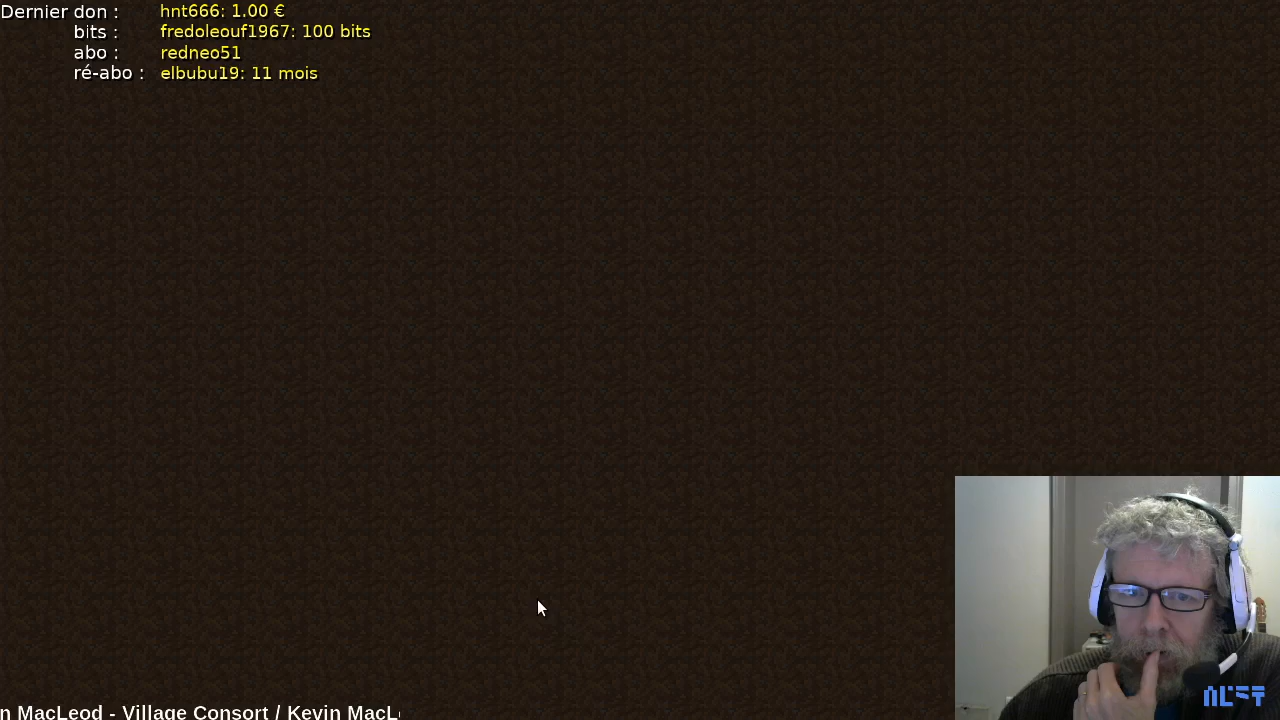 Dernier don : hnt666: 1.00 €
bits : fredoleouf1967: 100 bits
abo : redneo51
ré-abo : elbubu19: 11 mois
n MacLeod - Village Consort / Kevin MacL